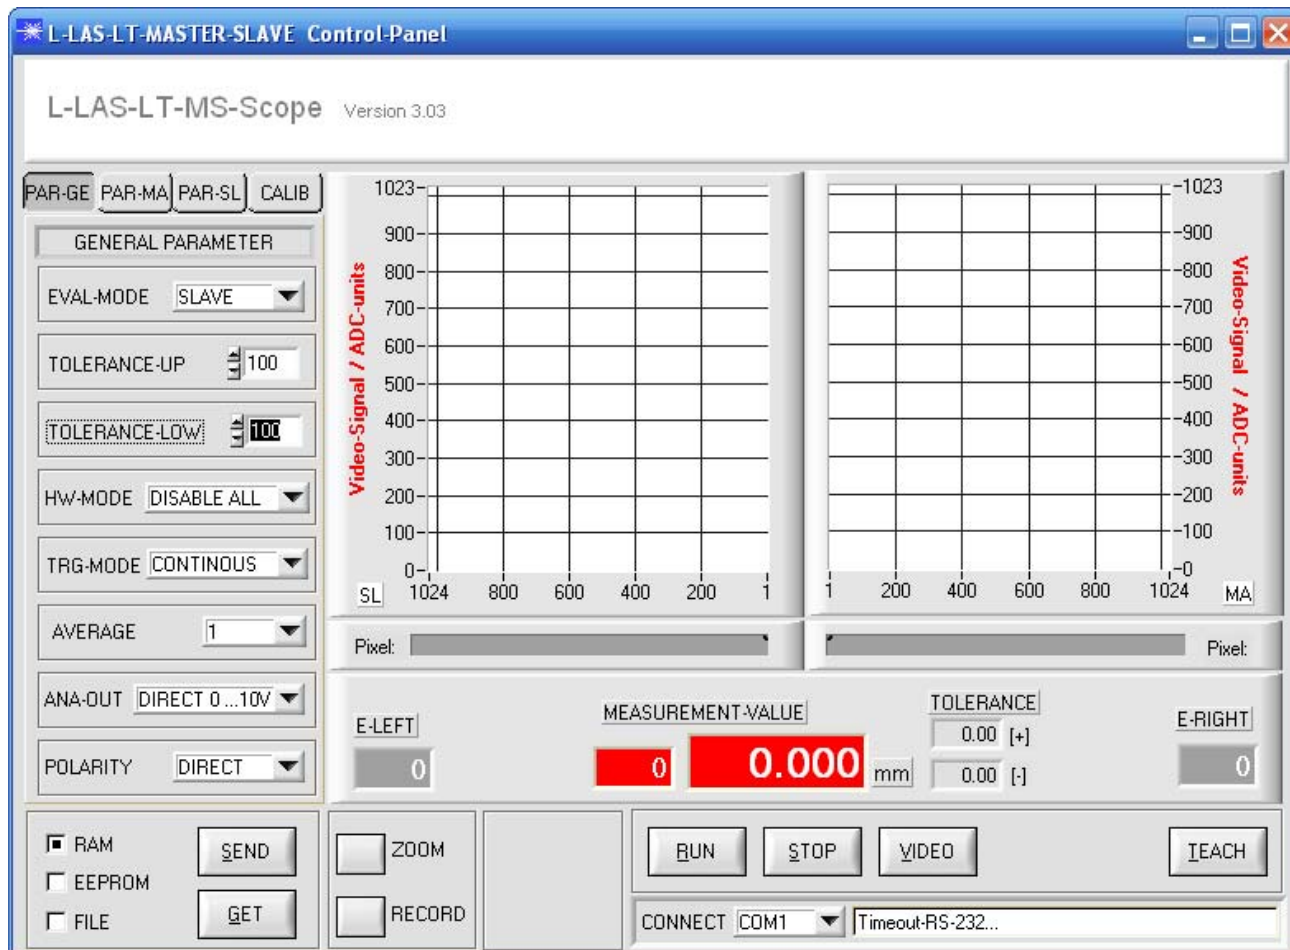 L-LAS-LT-MASTER-SLAVE Control-Panel
L-LAS-LT-MS-Scope Version 3.03
PAR-GE PAR-MA PAR-SL CALIB
GENERAL PARAMETER
EVAL-MODE SLAVE
TOLERANCE-UP 100
TOLERANCE-LOW 100
HW-MODE DISABLE ALL
TRG-MODE CONTINOUS
AVERAGE 1
ANA-OUT DIRECT 0 ...10V
POLARITY DIRECT
Video-Signal / ADC-units
1023
900
800
700
600
500
400
300
200
100
0
SL 1024 800 600 400 200 1
1023
900
800
700
600
500
400
300
200
100
0
Video-Signal / ADC-units
1 200 400 600 800 1024 MA
Pixel:
Pixel:
E-LEFT
0
MEASUREMENT-VALUE
0 0.000 mm
TOLERANCE
0.00 [+]
0.00 [-]
E-RIGHT
0
RAM
EEPROM
FILE
SEND
GET
ZOOM
RECORD
RUN STOP VIDEO TEACH
CONNECT COM1 Timeout-RS-232...